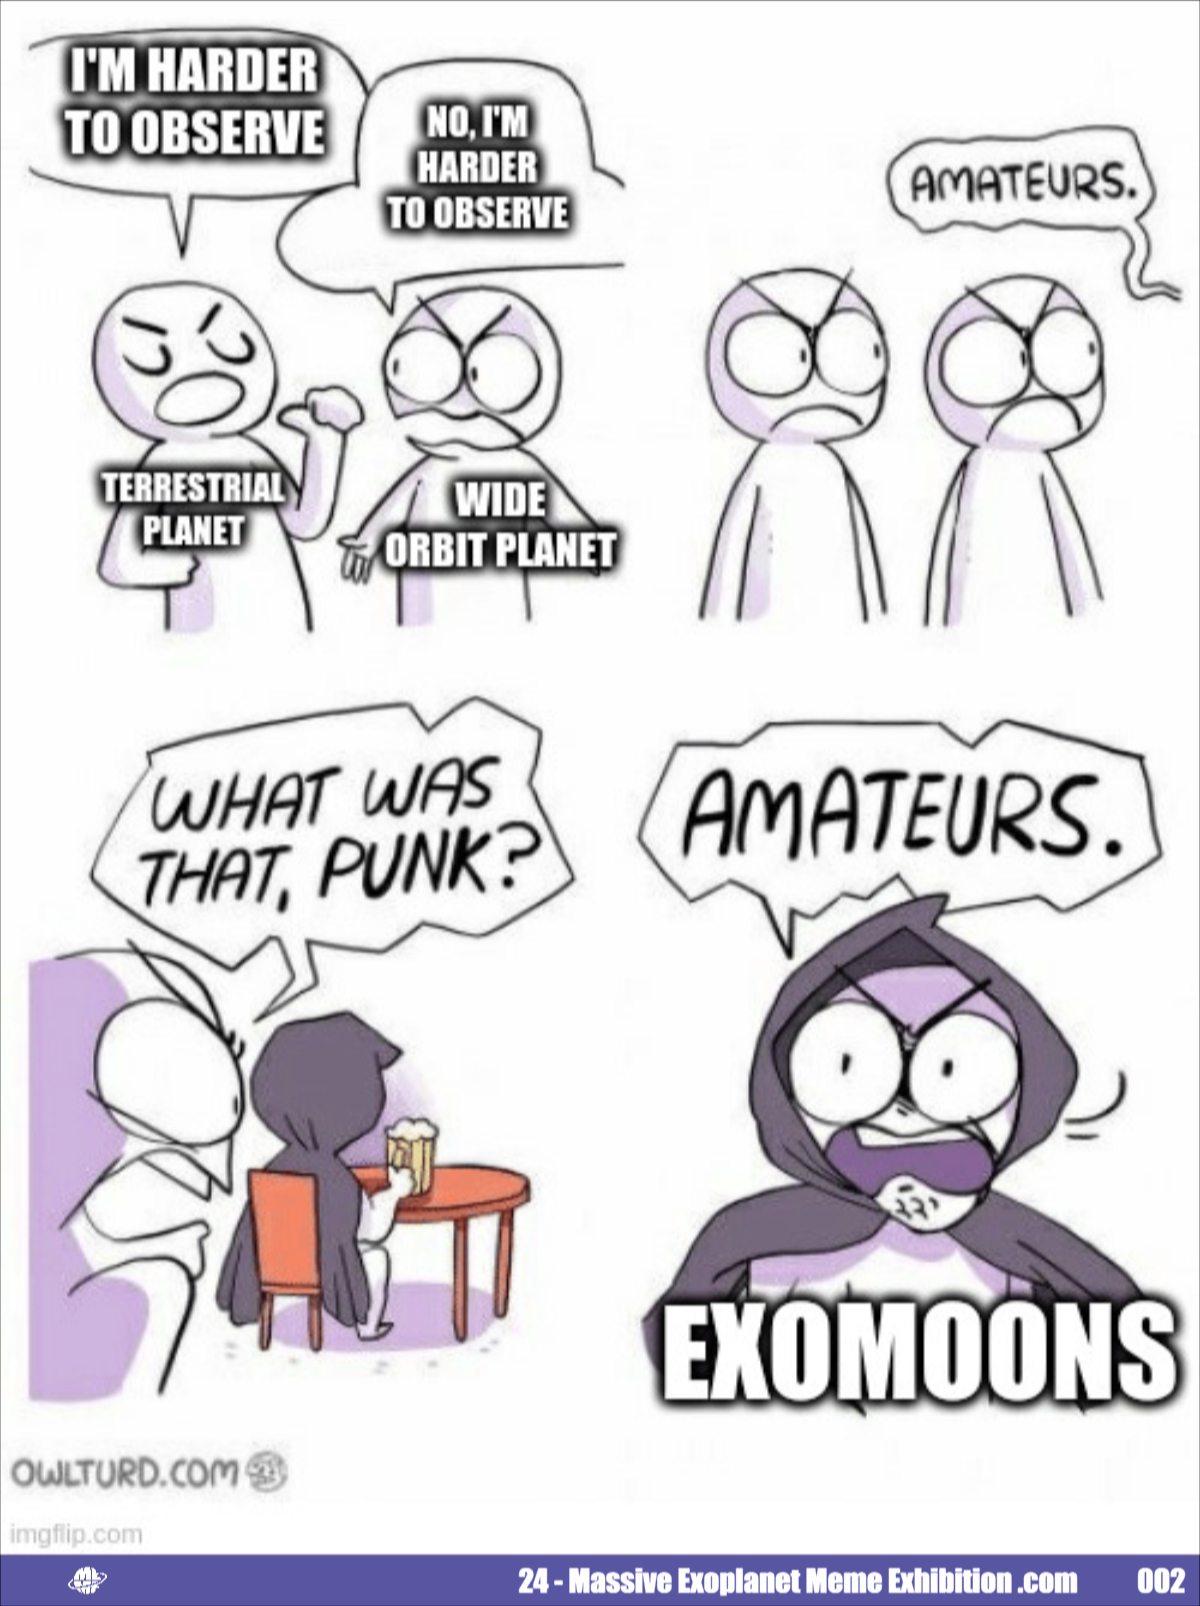 I'M HARDER
TO OBSERVE
NO, I'M
HARDER
TO OBSERVE
TERRESTRIAL
PLANET
WIDE
ORBIT PLANET
AMATEURS.
WHAT WAS
THAT, PUNK?
AMATEURS.
EXOMOONS
OWLTURD.COM
imgflip.com
24 - Massive Exoplanet Meme Exhibition .com
002